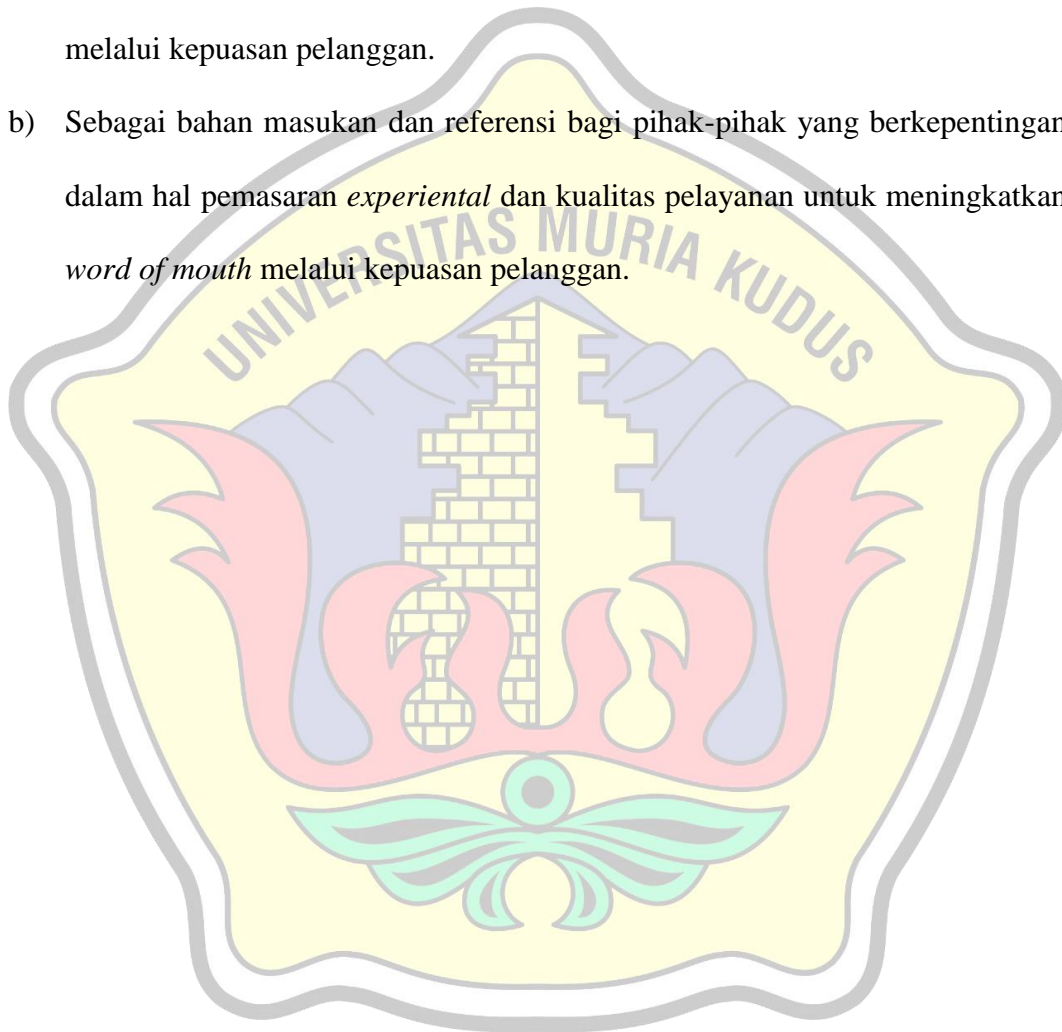 melalui kepuasan pelanggan.
b) Sebagai bahan masukan dan referensi bagi pihak-pihak yang berkepentingan
dalam hal pemasaran experiental dan kualitas pelayanan untuk meningkatkan
word of mouth melalui kepuasan pelanggan.
UNIVERSITAS MURIA KUDUS